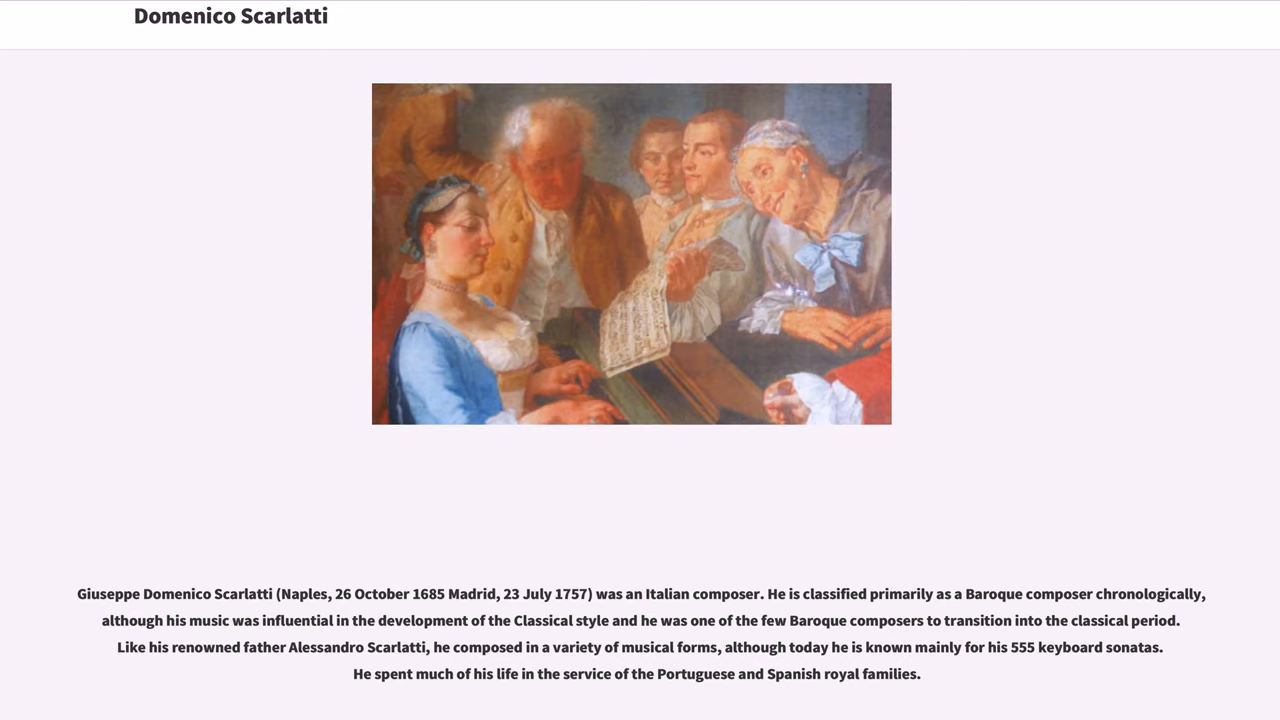 Domenico Scarlatti
Giuseppe Domenico Scarlatti (Naples, 26 October 1685 Madrid, 23 July 1757) was an Italian composer. He is classified primarily as a Baroque composer chronologically,
although his music was influential in the development of the Classical style and he was one of the few Baroque composers to transition into the classical period.
Like his renowned father Alessandro Scarlatti, he composed in a variety of musical forms, although today he is known mainly for his 555 keyboard sonatas.
He spent much of his life in the service of the Portuguese and Spanish royal families.